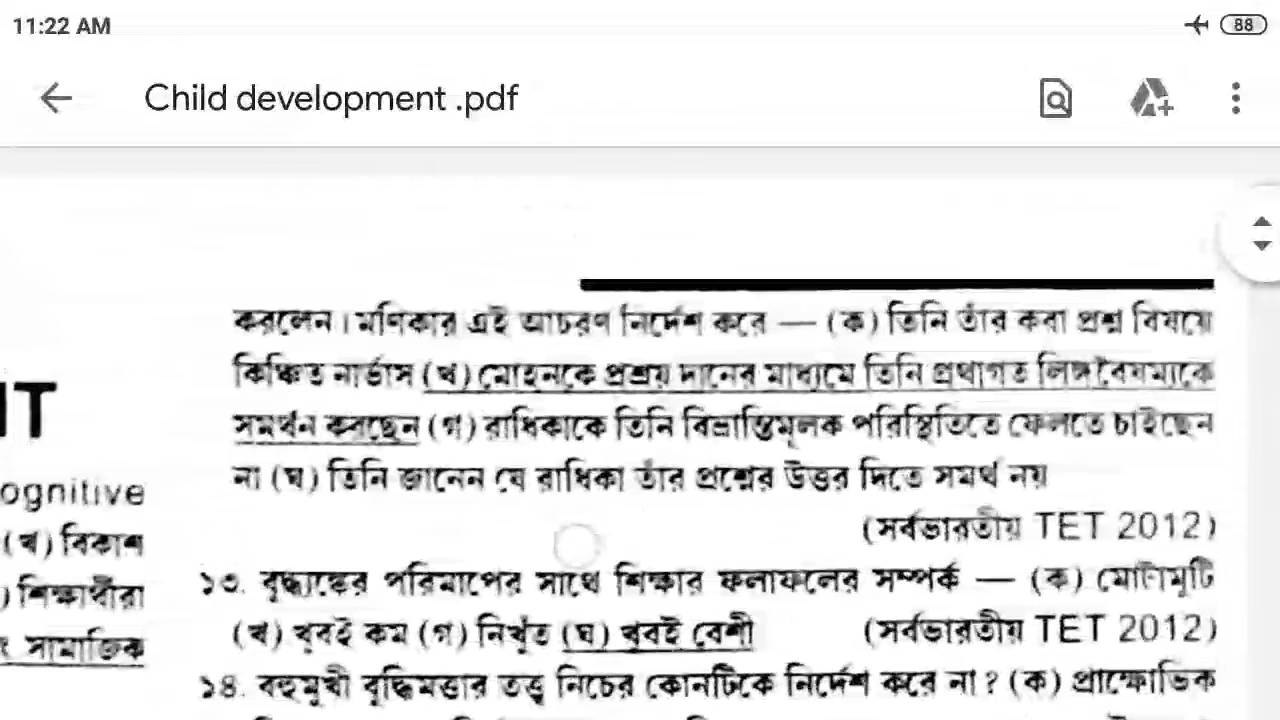 11:22 AM
88
Child development .pdf
করলেন। মণিকার এই আচরণ নির্দেশ করে — (ক) তিনি তাঁর করা প্রশ্ন বিষয়ে
কিঞ্চিত নার্ভাস (খ) মোহনকে প্রশ্রয় দানের মাধ্যমে তিনি প্রথাগত লিঙ্গবৈষম্যকে
সমর্থন করছেন (গ) রাধিকাকে তিনি বিভ্রান্তিমূলক পরিস্থিতিতে ফেলতে চাইছেন
না (ঘ) তিনি জানেন যে রাধিকা তাঁর প্রশ্নের উত্তর দিতে সমর্থ নয়
(সর্বভারতীয় TET 2012)
১৩. বুদ্ধ্যঙ্কের পরিমাপের সাথে শিক্ষার ফলাফলের সম্পর্ক — (ক) মোটামুটি
(খ) খুবই কম (গ) নিখুঁত (ঘ) খুবই বেশী (সর্বভারতীয় TET 2012)
১৪. বহুমুখী বুদ্ধিমত্তার তত্ত্ব নিচের কোনটিকে নির্দেশ করে না? (ক) প্রাক্ষোভিক
IT
ognitive
(খ) বিকাশ
) শিক্ষার্থীরা
সামাজিক